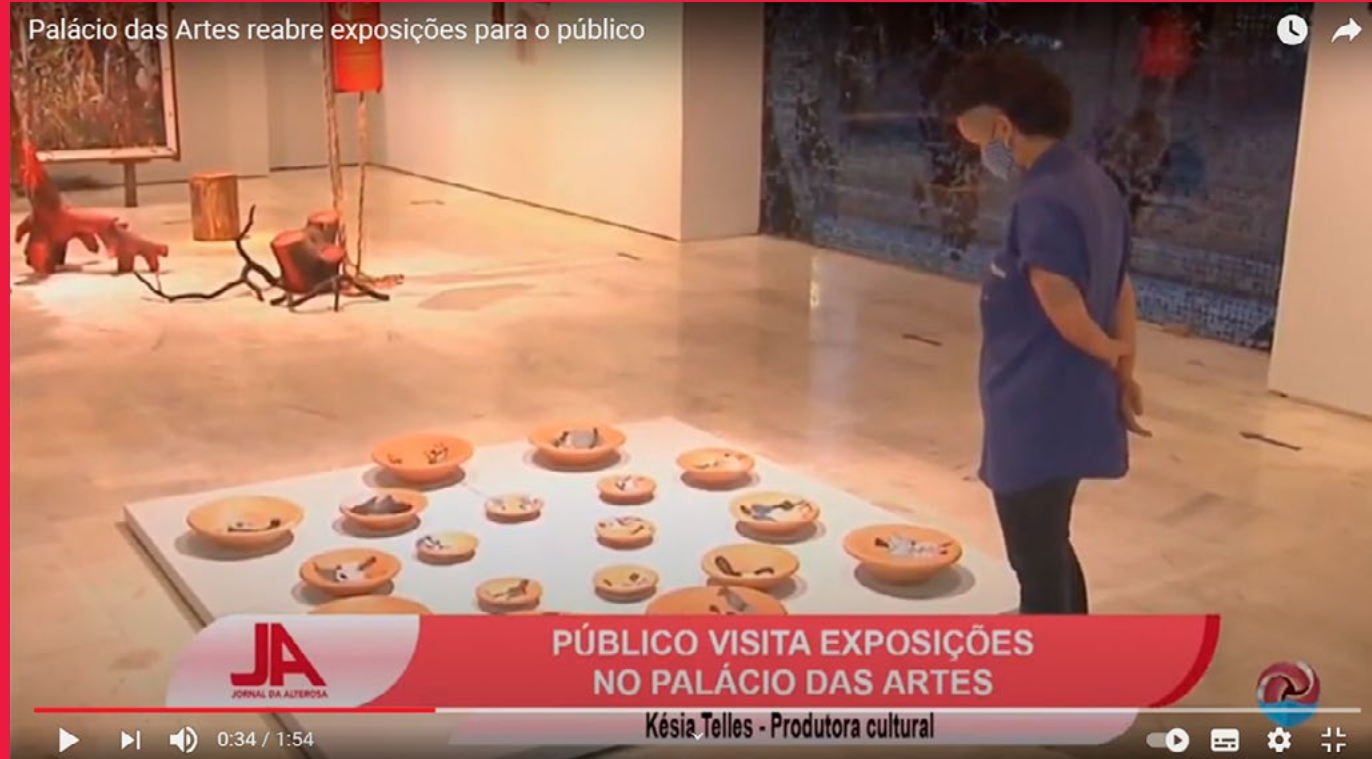 Palácio das Artes reabre exposições para o público
JA
JORNAL DA ALTEROSA
PÚBLICO VISITA EXPOSIÇÕES
NO PALÁCIO DAS ARTES
Késia Telles - Produtora cultural
0:34 / 1:54